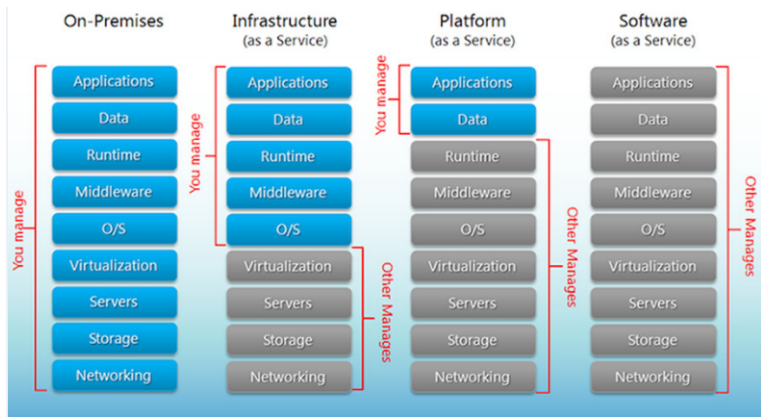 On-Premises
Infrastructure
(as a Service)
Platform
(as a Service)
Software
(as a Service)
You manage
Applications
Data
Runtime
Middleware
O/S
Virtualization
Servers
Storage
Networking
You manage
Applications
Data
Runtime
Middleware
O/S
Virtualization
Servers
Storage
Networking
Other Manages
You manage
Applications
Data
Runtime
Middleware
O/S
Virtualization
Servers
Storage
Networking
Other Manages
Applications
Data
Runtime
Middleware
O/S
Virtualization
Servers
Storage
Networking
Other Manages